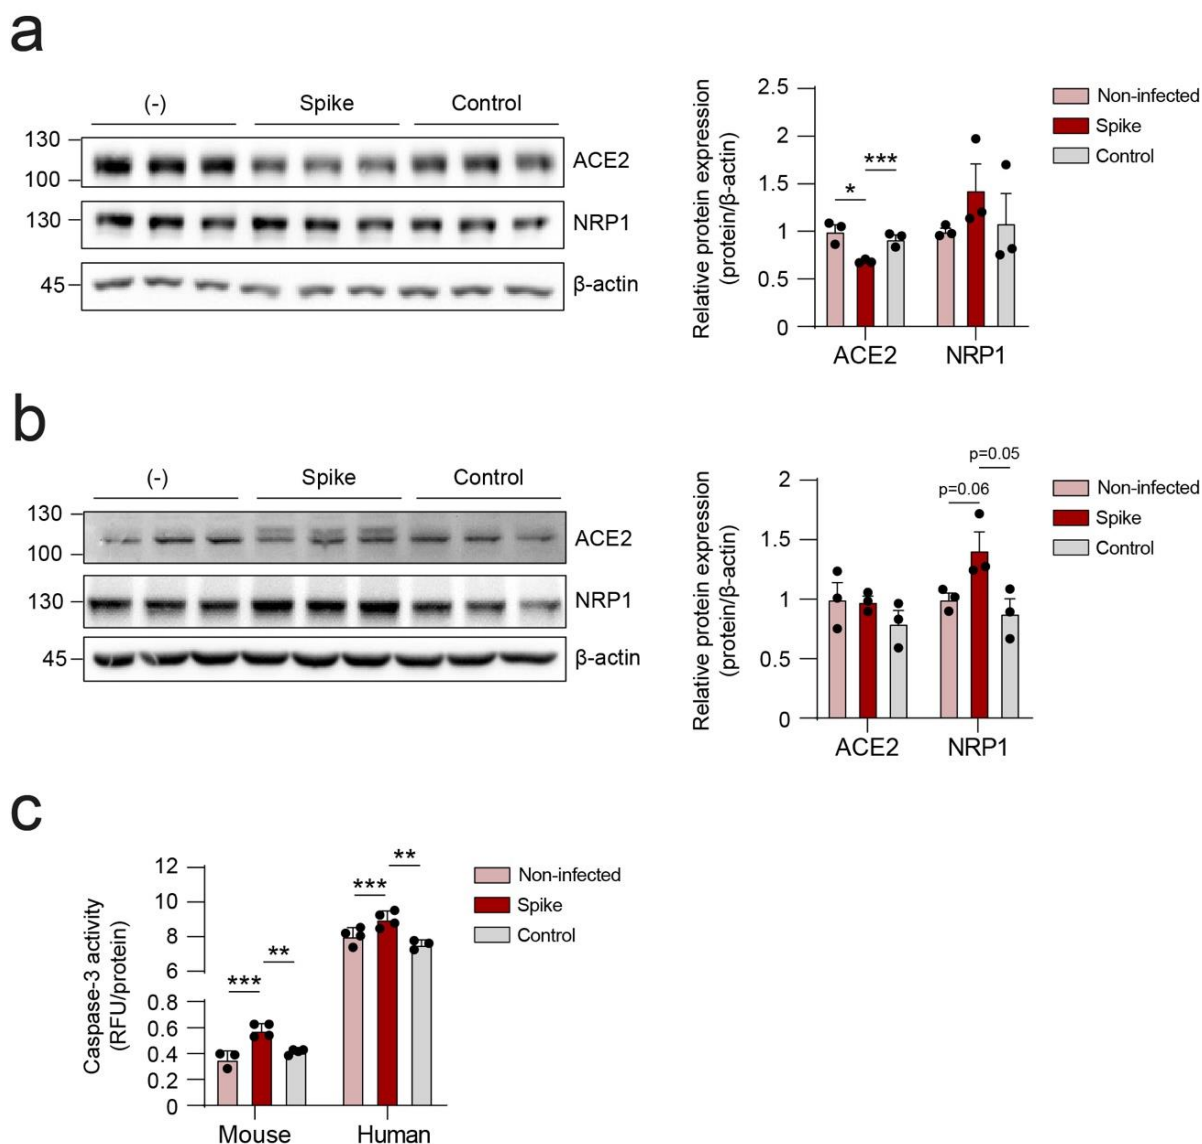 a
(-) Spike Control
130
100
ACE2
130
NRP1
45
β-actin
Relative protein expression
(protein/β-actin)
2.5
2
1.5
1
0.5
0
*
***
ACE2 NRP1
Non-infected
Spike
Control
b
(-) Spike Control
130
100
ACE2
130
NRP1
45
β-actin
Relative protein expression
(protein/β-actin)
2
1.5
1
0.5
0
p=0.05
p=0.06
ACE2 NRP1
Non-infected
Spike
Control
c
Caspase-3 activity
(RFU/protein)
12
10
8
6
0.8
0.6
0.4
0.2
0
***
**
***
**
Mouse Human
Non-infected
Spike
Control